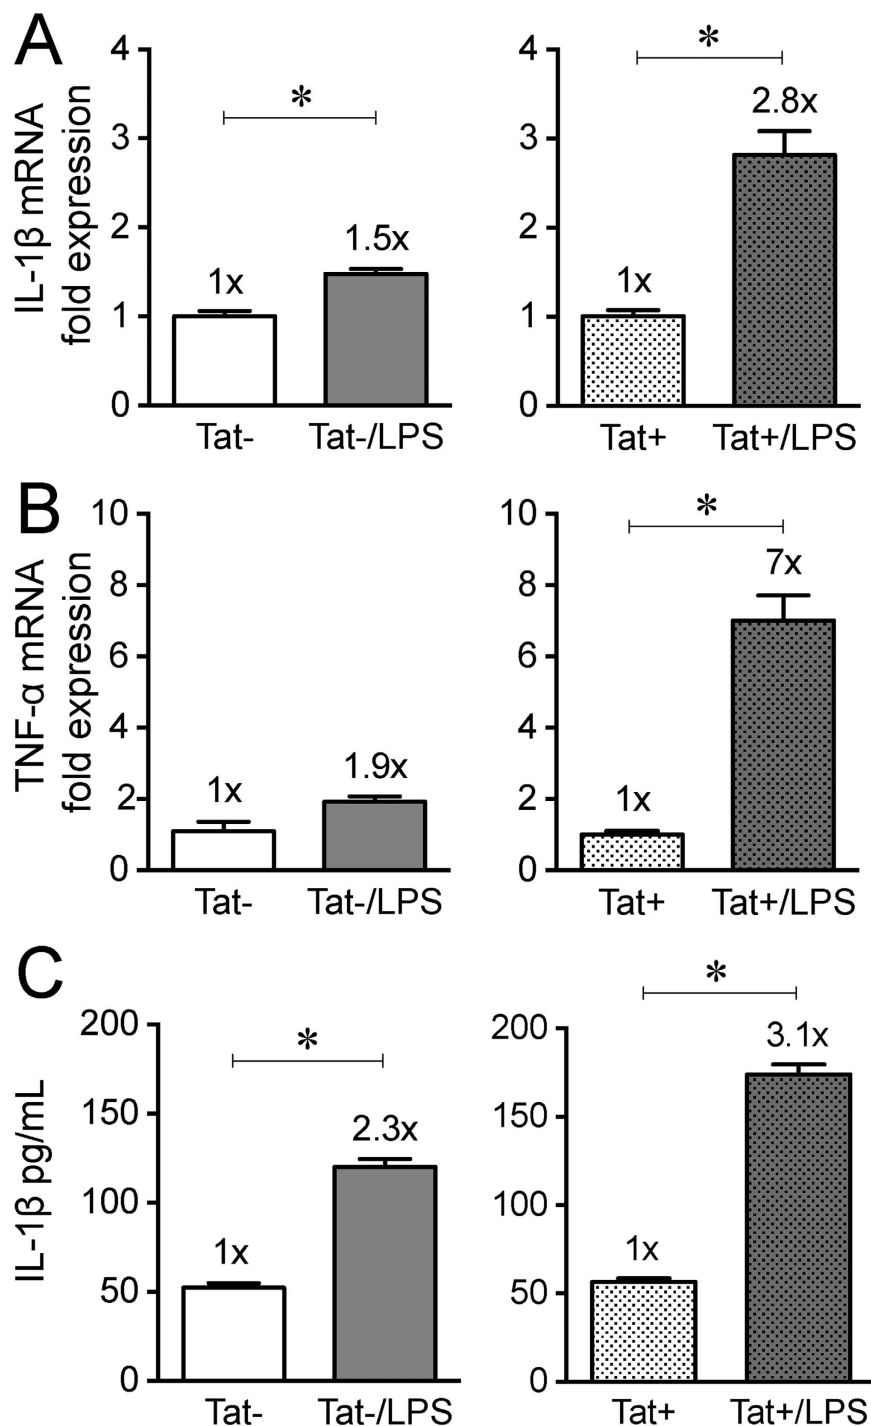 A
IL-1β mRNA
fold expression
4
3
2
1
0
*
1x
1.5x
Tat-
Tat-/LPS
4
3
2
1
0
*
1x
2.8x
Tat+
Tat+/LPS
B
TNF-α mRNA
fold expression
10
8
6
4
2
0
1x
1.9x
Tat-
Tat-/LPS
10
8
6
4
2
0
*
1x
7x
Tat+
Tat+/LPS
C
IL-1β pg/mL
200
150
100
50
0
*
1x
2.3x
Tat-
Tat-/LPS
200
150
100
50
0
*
1x
3.1x
Tat+
Tat+/LPS